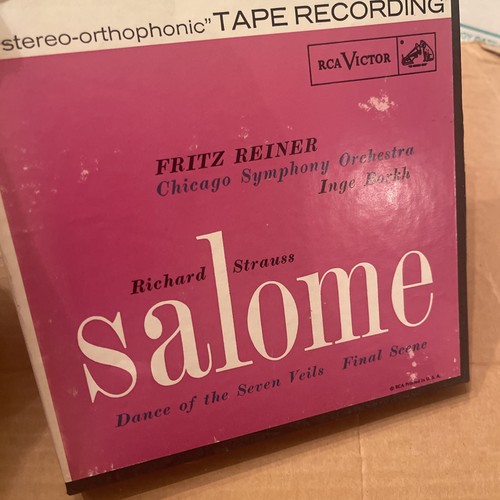 stereo-orthophonic" TAPE RECORDING
RCA VICTOR
FRITZ REINER
Chicago Symphony Orchestra
Inge Borkh
Richard Strauss
salome
Dance of the Seven Veils Final Scene